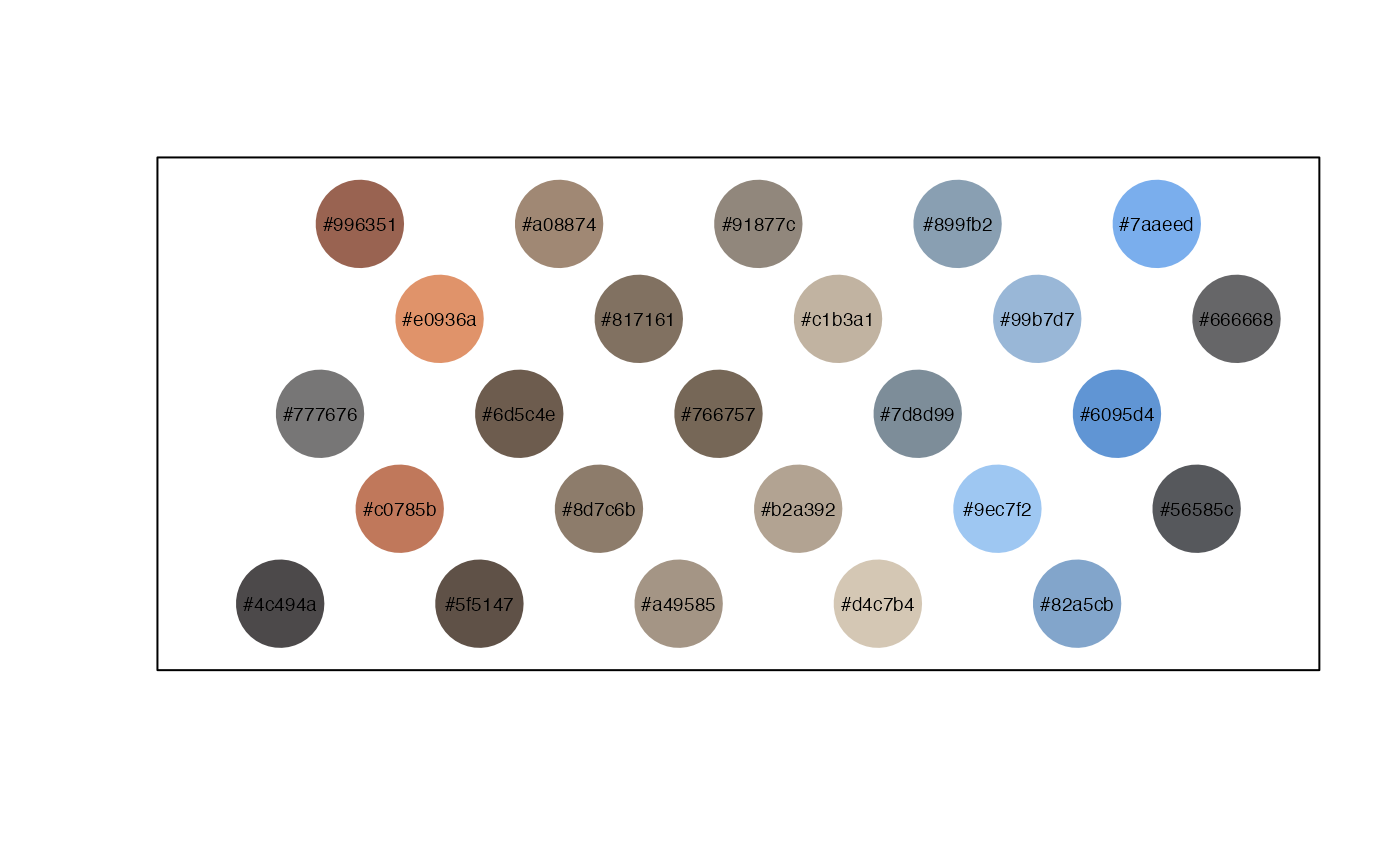 #996351 #a08874 #91877c #899fb2 #7aaeed
#e0936a #817161 #c1b3a1 #99b7d7 #666668
#777676 #6d5c4e #766757 #7d8d99 #6095d4
#c0785b #8d7c6b #b2a392 #9ec7f2 #56585c
#4c494a #5f5147 #a49585 #d4c7b4 #82a5cb